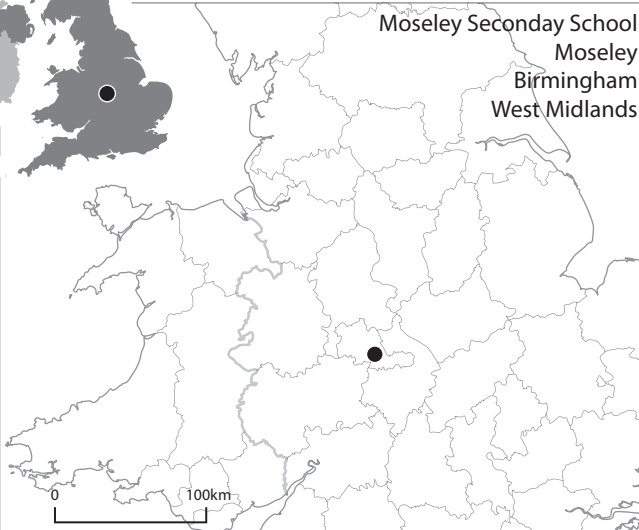 Moseley Seconday School
Moseley
Birmingham
West Midlands
0 100km